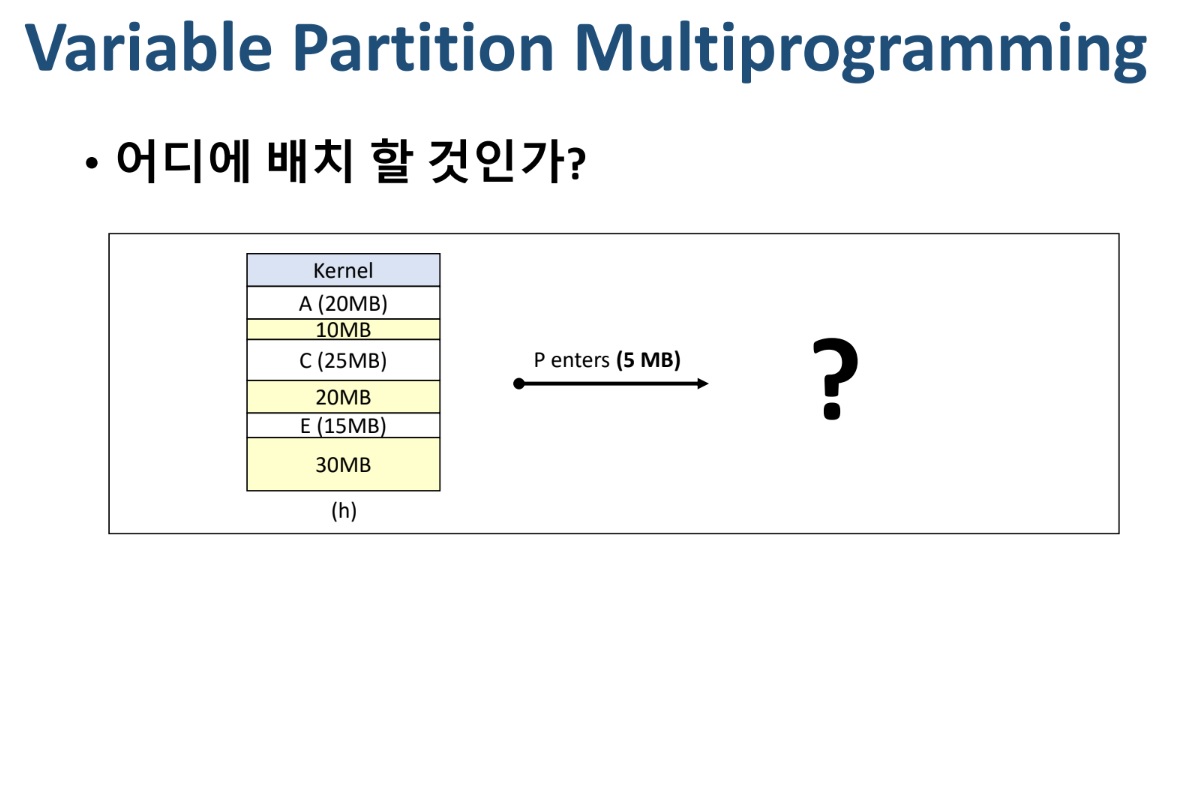 Variable Partition Multiprogramming
• 어디에 배치 할 것인가?
Kernel
A (20MB)
10MB
C (25MB)
20MB
E (15MB)
30MB
(h)
P enters (5 MB)
?